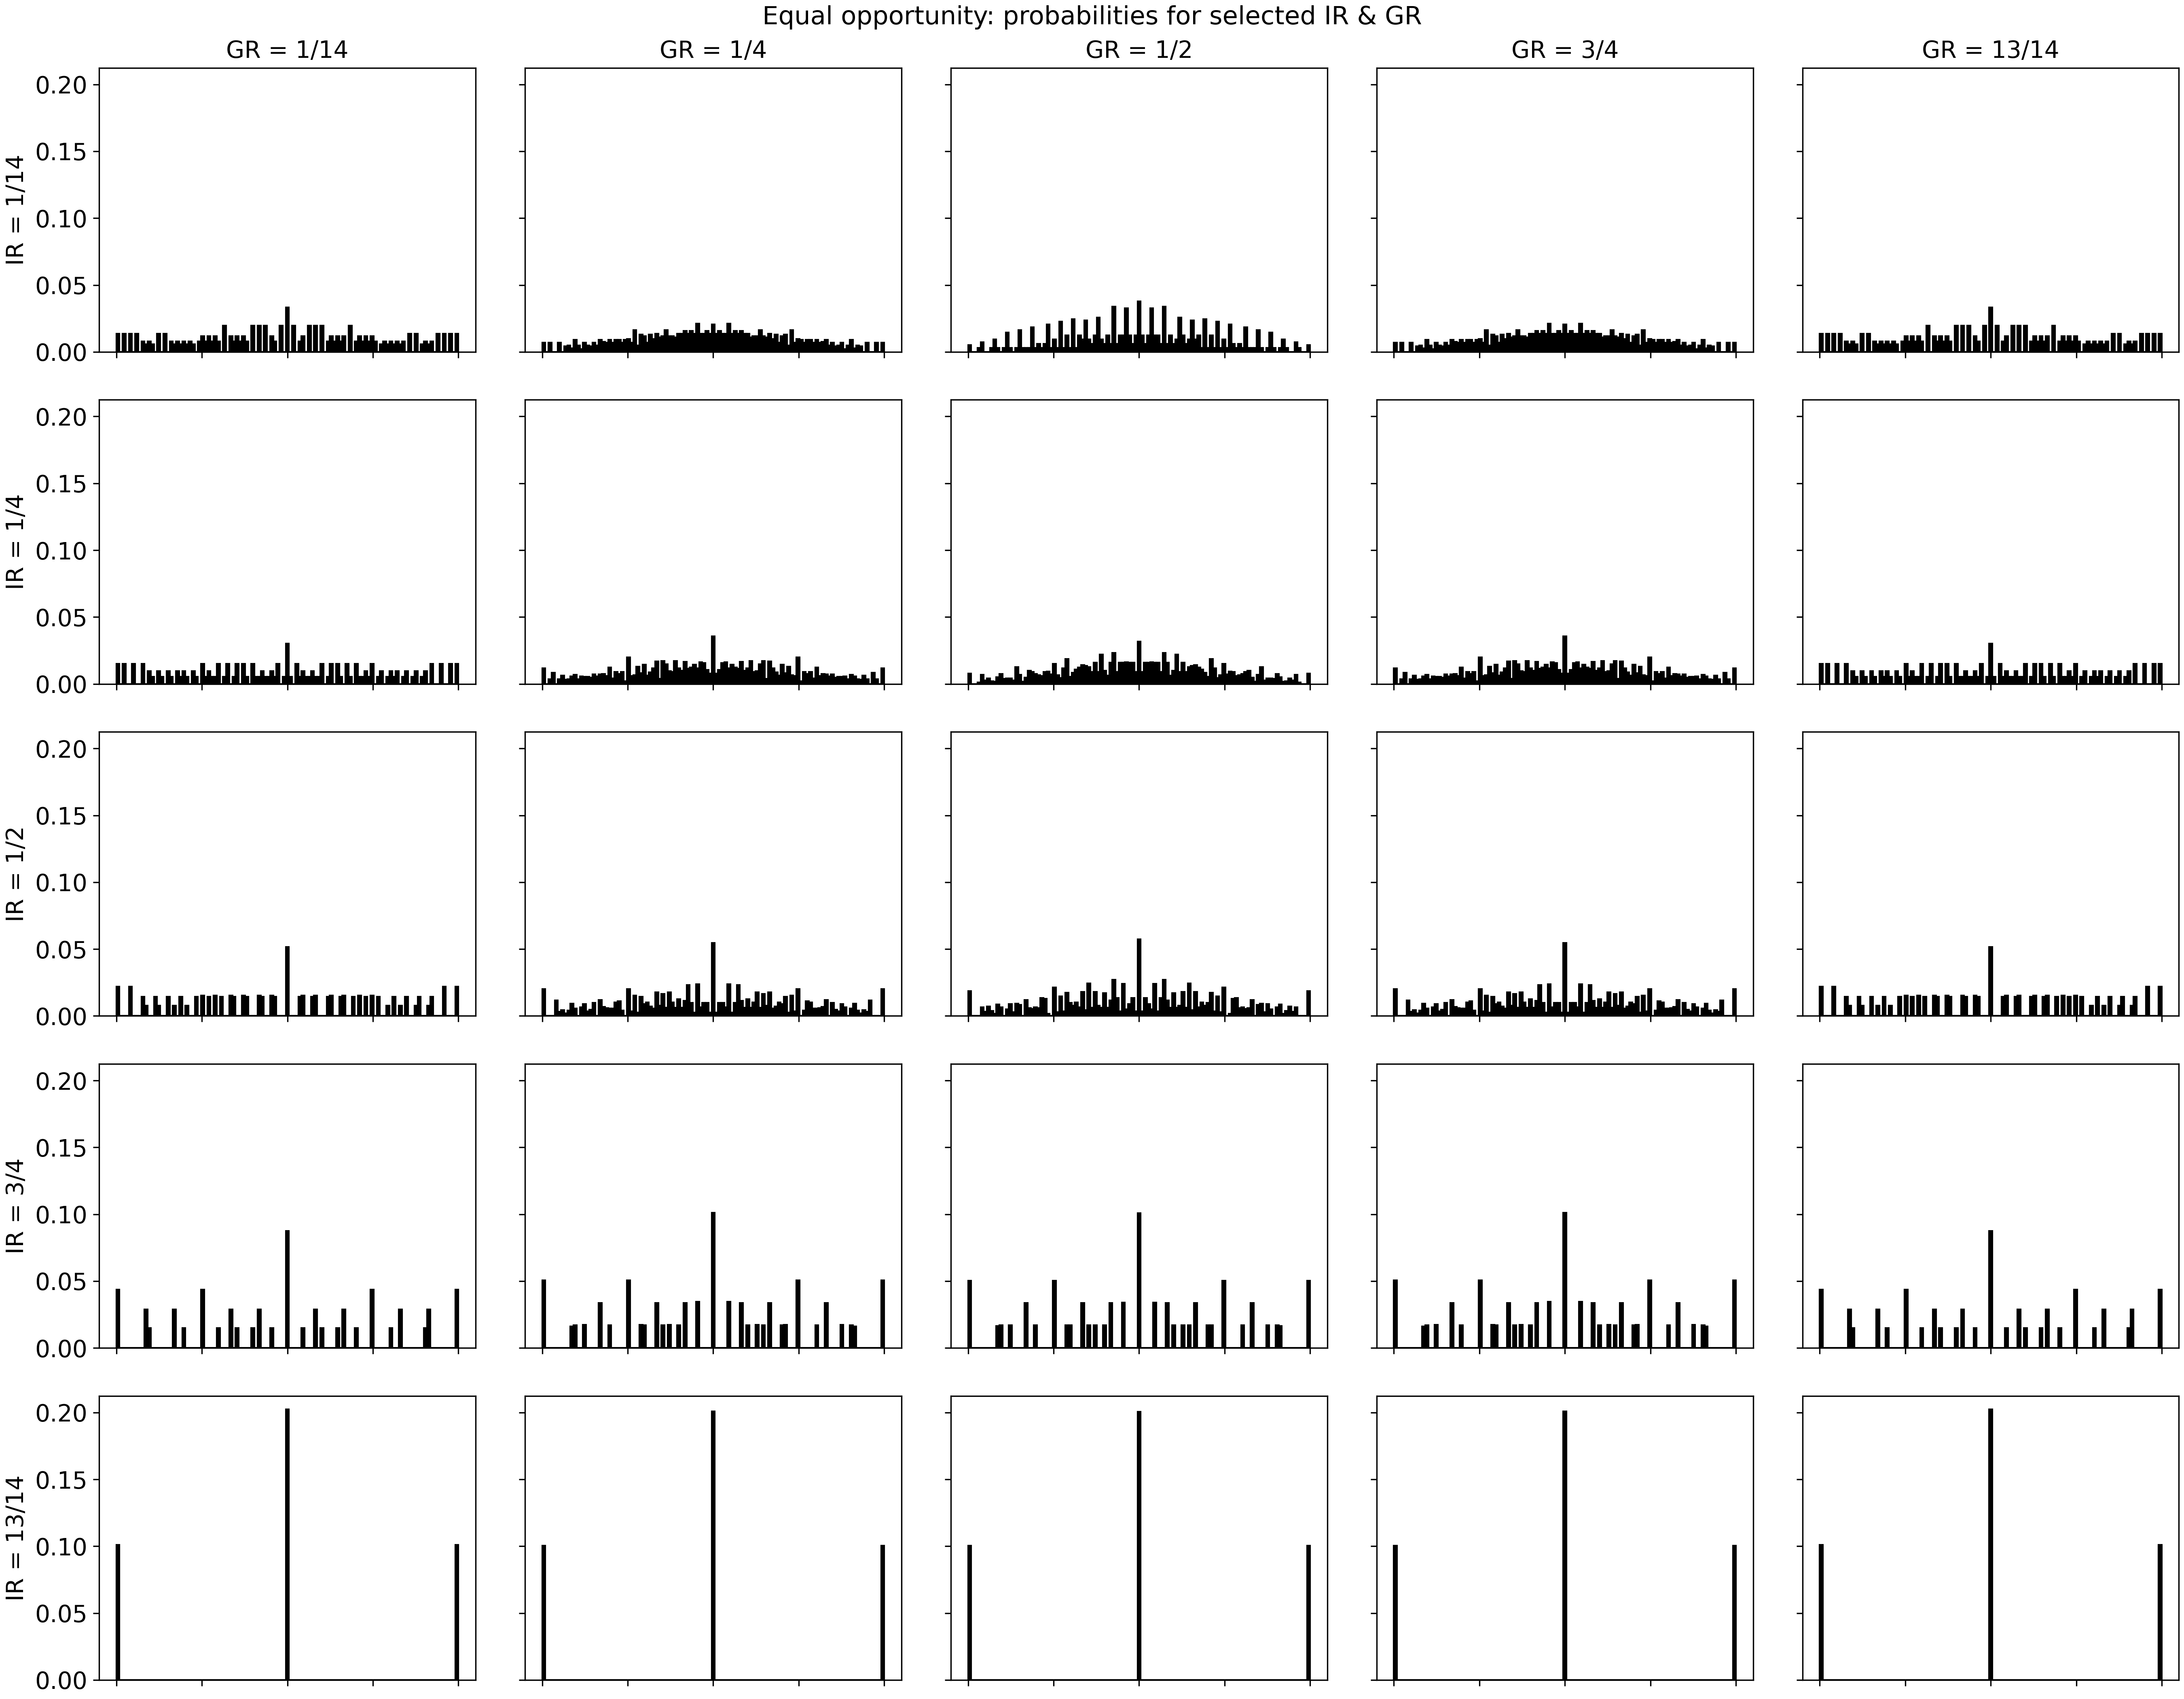 Equal opportunity: probabilities for selected IR & GR
GR = 1/14
GR = 1/4
GR = 1/2
GR = 3/4
GR = 13/14
IR = 1/14
0.20
0.15
0.10
0.05
0.00
IR = 1/4
0.20
0.15
0.10
0.05
0.00
IR = 1/2
0.20
0.15
0.10
0.05
0.00
IR = 3/4
0.20
0.15
0.10
0.05
0.00
IR = 13/14
0.20
0.15
0.10
0.05
0.00